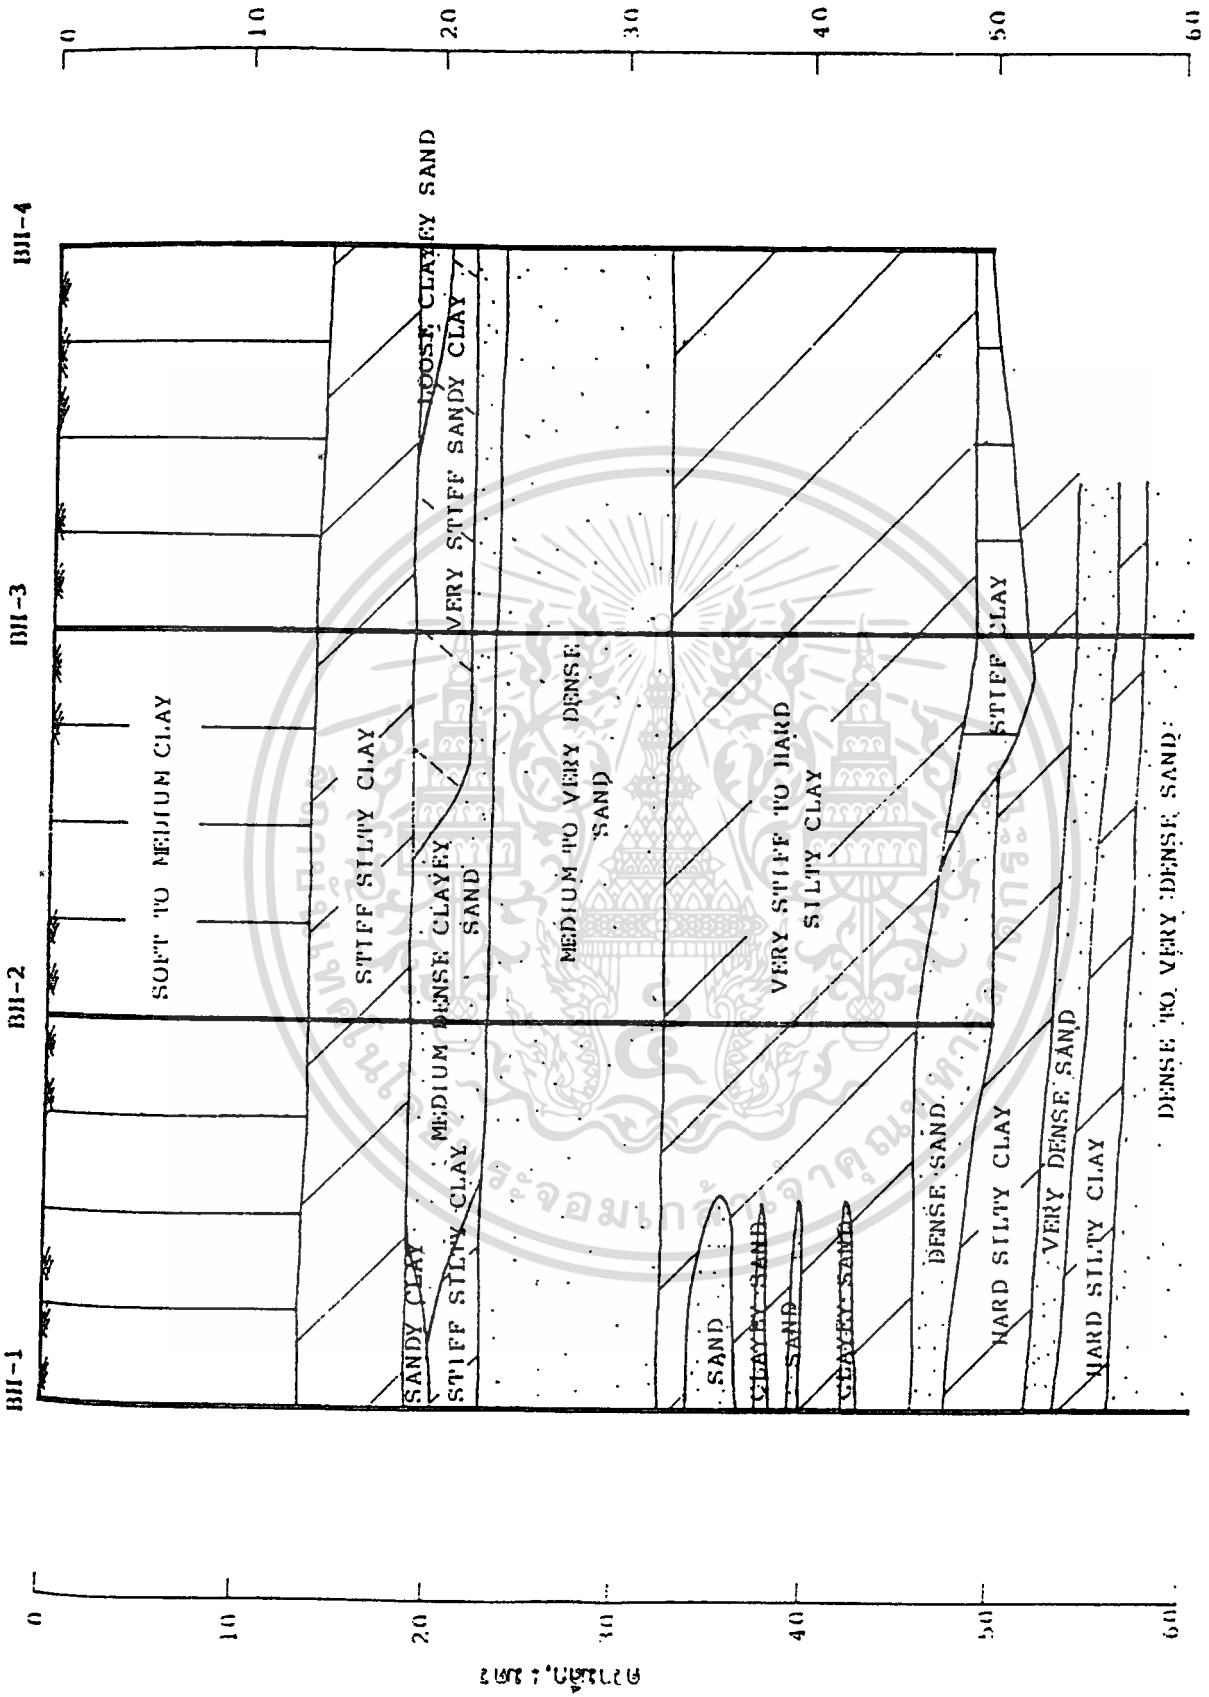 BH-1
BH-2
BH-3
BH-4
0
10
20
30
40
50
60
ความลึก, เมตร
0
10
20
30
40
50
60
SOFT TO MEDIUM CLAY
STIFF SILTY CLAY
SANDY CLAY
LOOSE CLAYEY SAND
MEDIUM DENSE CLAYEY
SAND
VERY STIFF SANDY CLAY
STIFF SILTY CLAY
MEDIUM TO VERY DENSE
SAND
SAND
CLAYEY SAND
SAND
CLAYEY SAND
VERY STIFF TO HARD
SILTY CLAY
DENSE SAND
STIFF CLAY
HARD SILTY CLAY
VERY DENSE SAND
HARD SILTY CLAY
DENSE TO VERY DENSE SAND